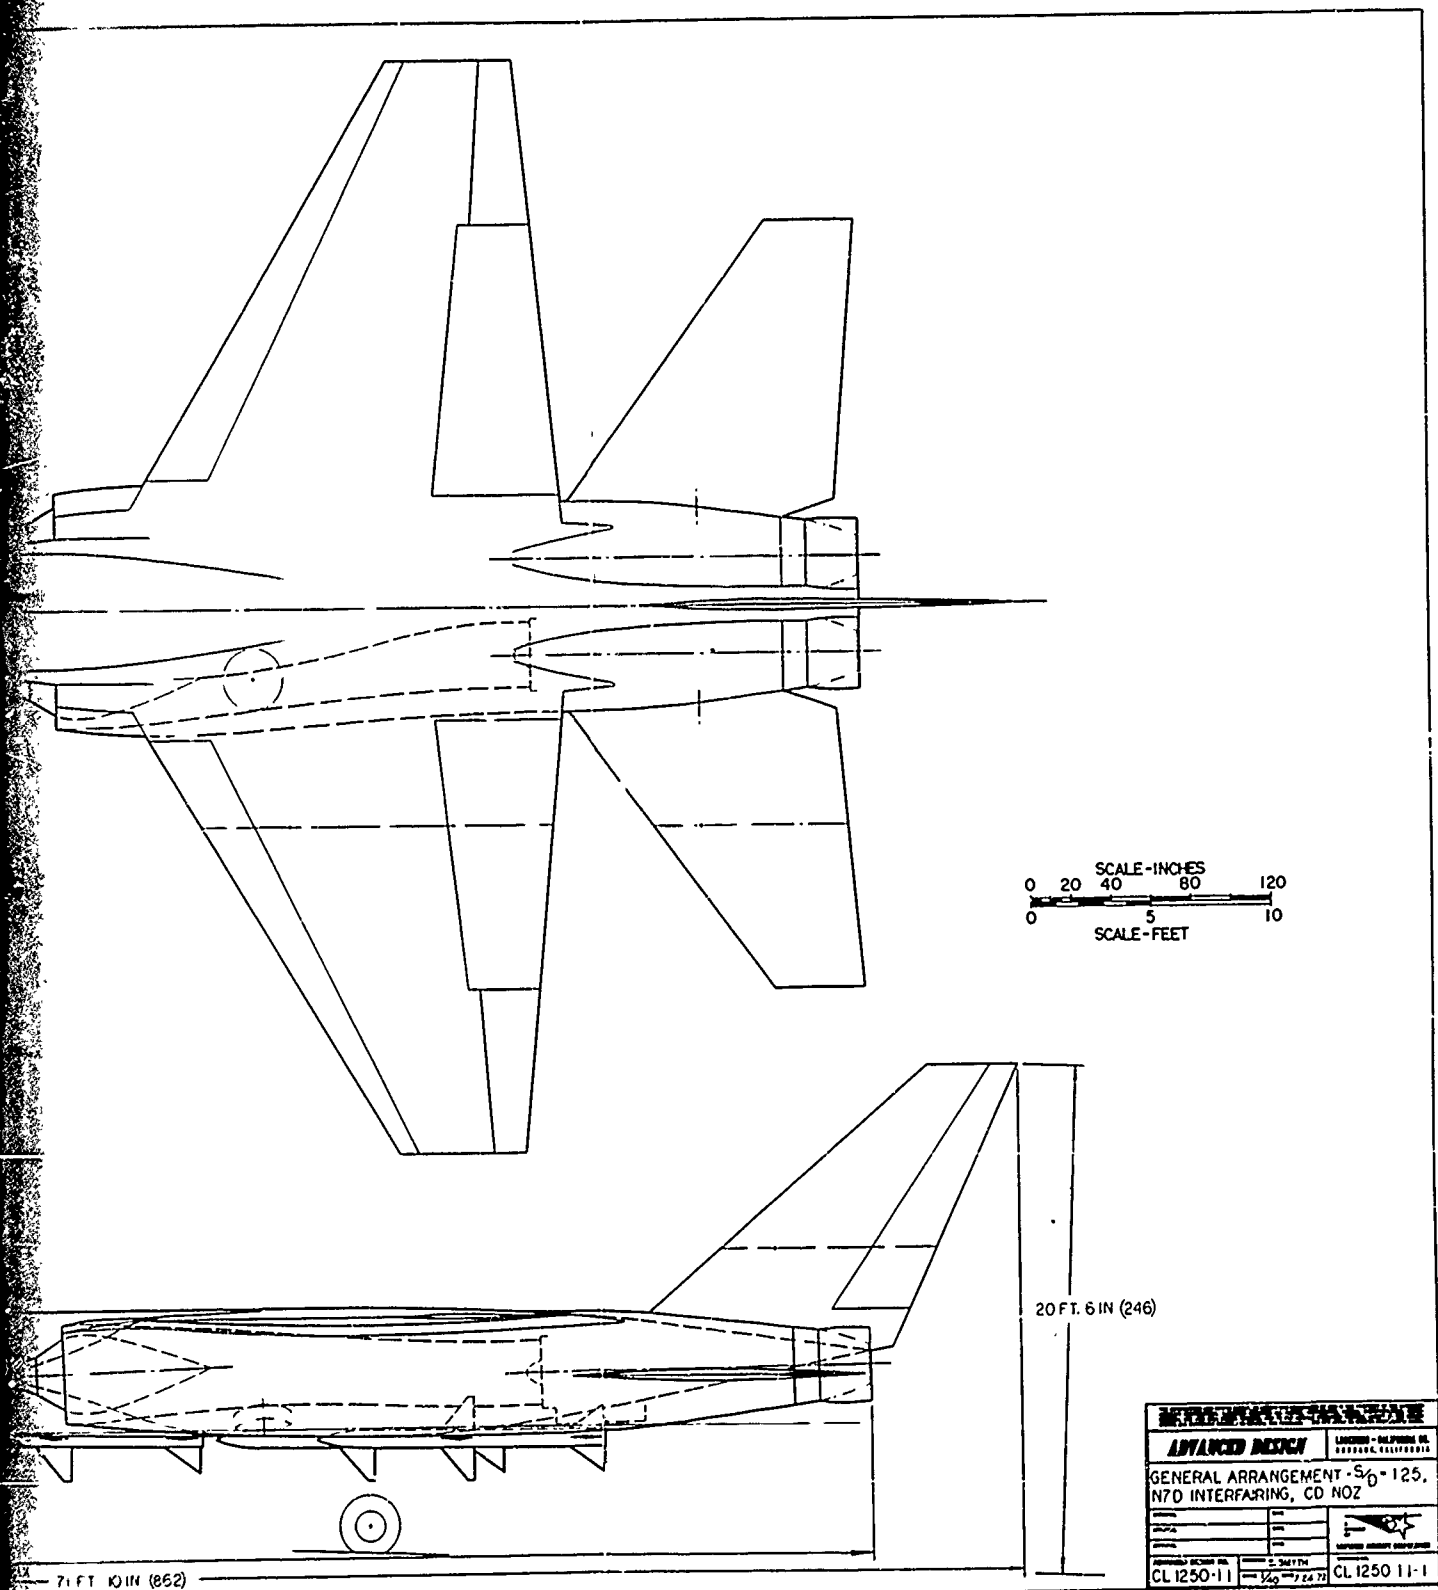 SCALE-INCHES
0 20 40 80 120
0 5 10
SCALE-FEET
20 FT. 6 IN (246)
71 FT 10 IN (862)
ADVANCED DESIGN
GENERAL ARRANGEMENT - S/D - 125,
N7D INTERFAIRING, CD NOZ
CL 1250-11
1/40
CL 1250 11-1